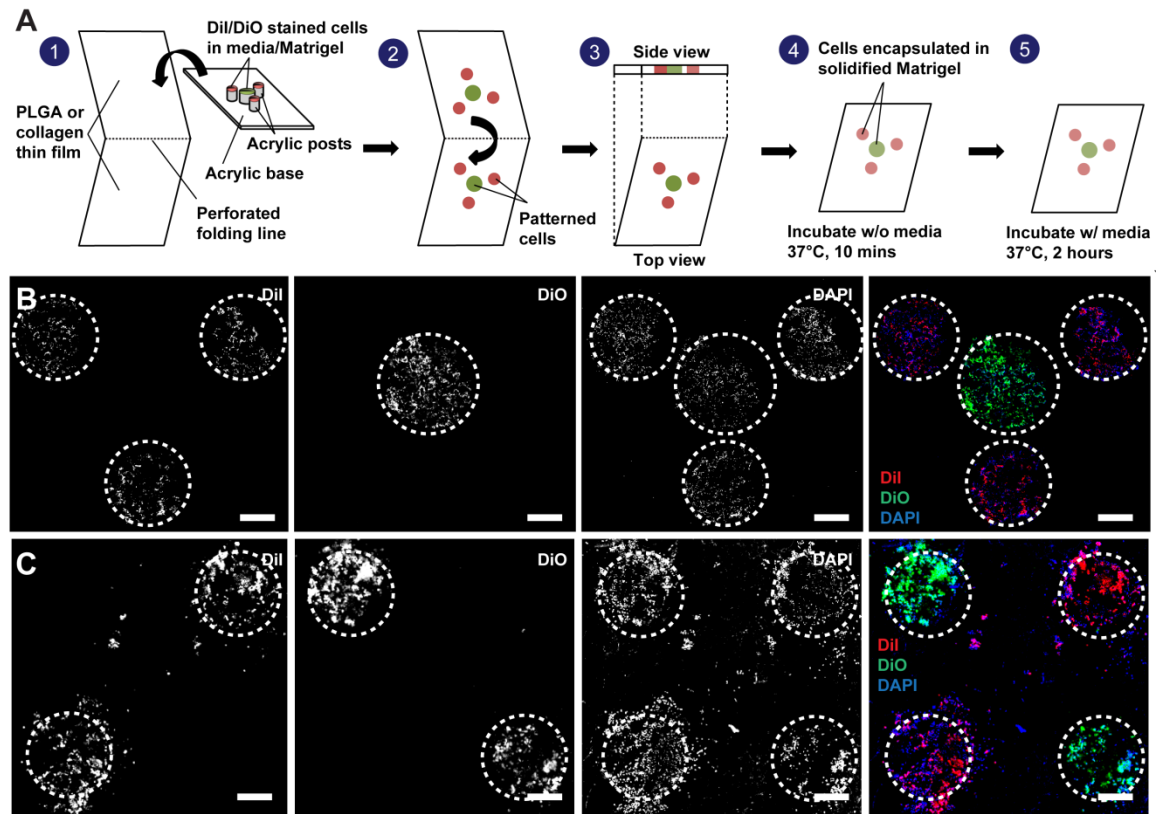 A
1
DiI/DiO stained cells
in media/Matrigel
PLGA or
collagen
thin film
Acrylic posts
Acrylic base
Perforated
folding line
2
Patterned
cells
3
Side view
Top view
4
Cells encapsulated in
solidified Matrigel
Incubate w/o media
37°C, 10 mins
5
Incubate w/ media
37°C, 2 hours
B
DiI
DiO
DAPI
DiI
DiO
DAPI
C
DiI
DiO
DAPI
DiI
DiO
DAPI